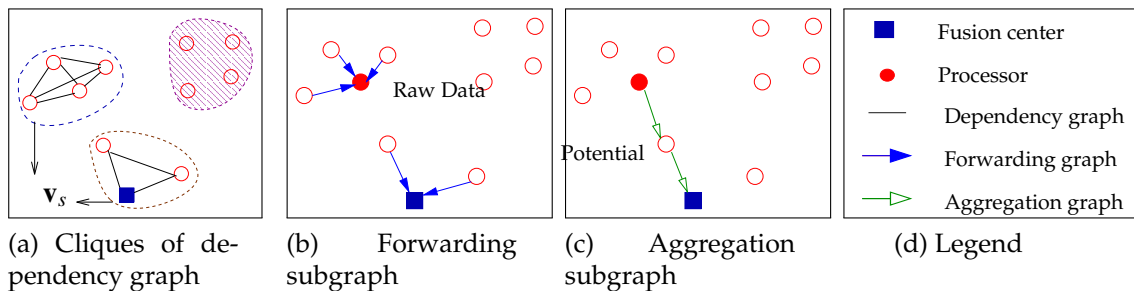 v_s
Raw Data
Potential
Fusion center
Processor
Dependency graph
Forwarding graph
Aggregation graph
(a) Cliques of de-
pendency graph
(b) Forwarding
subgraph
(c) Aggregation
subgraph
(d) Legend